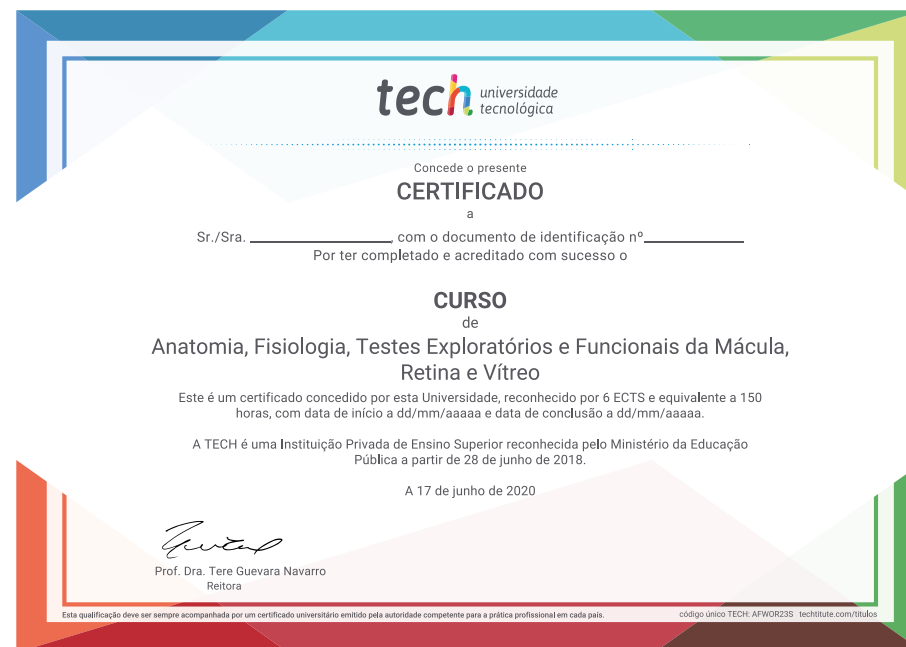 tech universidade
tecnológica
Concede o presente
CERTIFICADO
a
Sr./Sra. , com o documento de identificação nº
Por ter completado e acreditado com sucesso o
CURSO
de
Anatomia, Fisiologia, Testes Exploratórios e Funcionais da Mácula,
Retina e Vítreo
Este é um certificado concedido por esta Universidade, reconhecido por 6 ECTS e equivalente a 150
horas, com data de início a dd/mm/aaaaa e data de conclusão a dd/mm/aaaaa.
A TECH é uma Instituição Privada de Ensino Superior reconhecida pelo Ministério da Educação
Pública a partir de 28 de junho de 2018.
A 17 de junho de 2020
Prof. Dra. Tere Guevara Navarro
Reitora
Esta qualificação deve ser sempre acompanhada por um certificado universitário emitido pela autoridade competente para a prática profissional em cada país.
código único TECH: AFWOR23S techtitute.com/titulos